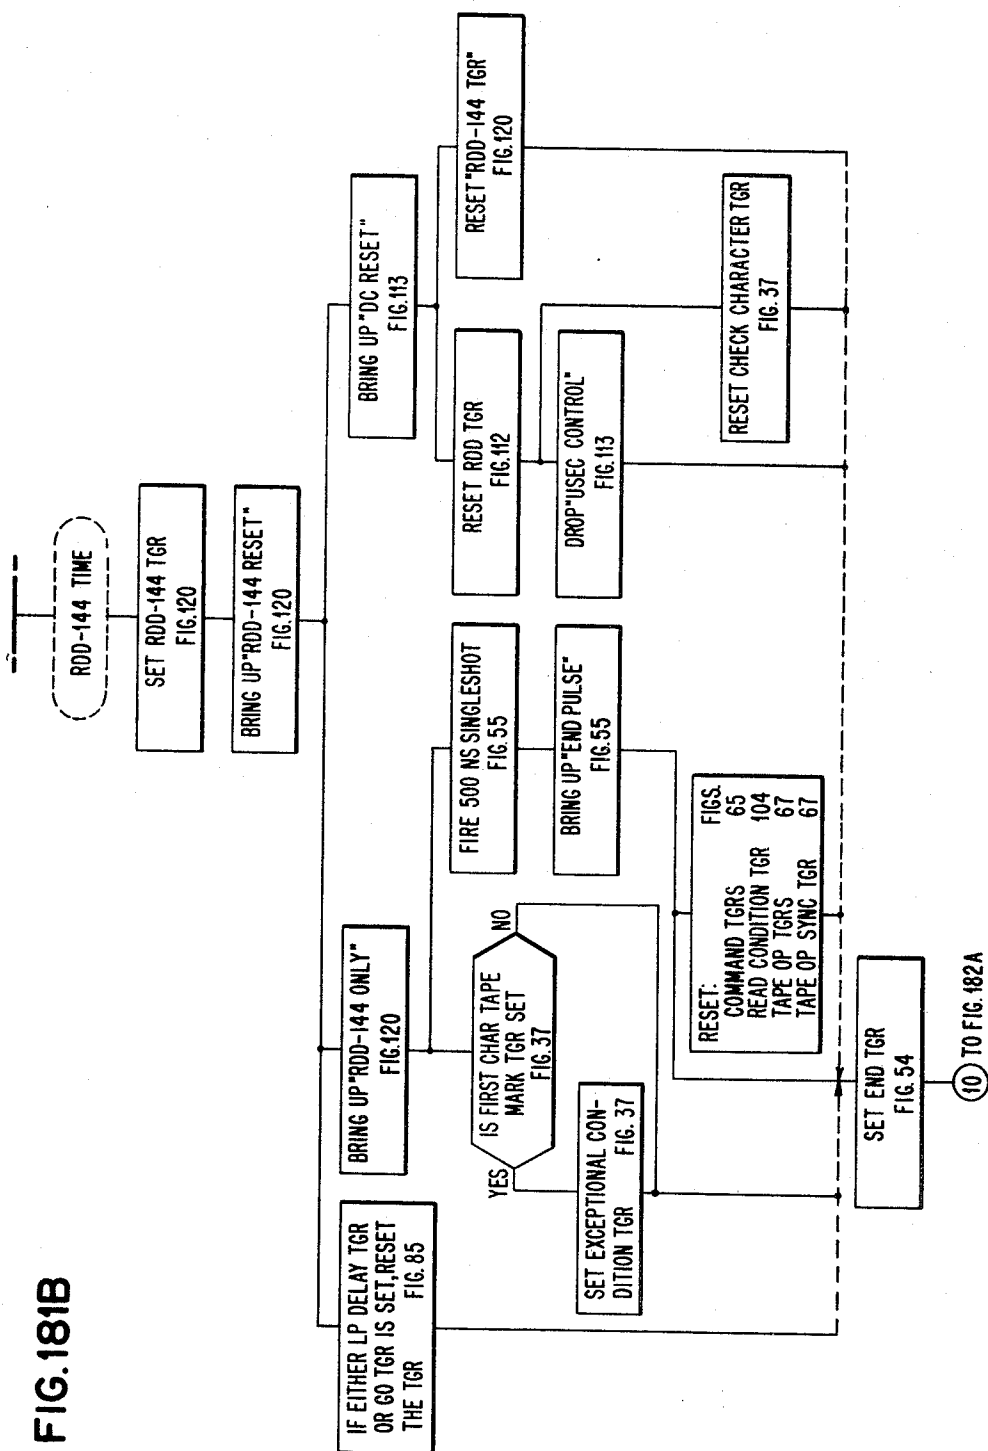 FIG.181B
RDD-144 TIME
SET RDD-144 TGR
FIG.120
BRING UP"RDD-144 RESET"
FIG.120
IF EITHER LP DELAY TGR
OR GO TGR IS SET,RESET
THE TGR FIG.85
BRING UP"RDD-144 ONLY"
FIG.120
BRING UP "DC RESET"
FIG.113
IS FIRST CHAR TAPE
MARK TGR SET
FIG.37
YES
NO
SET EXCEPTIONAL CON-
DITION TGR FIG. 37
FIRE 500 NS SINGLESHOT
FIG.55
BRING UP"END PULSE"
FIG.55
RESET: FIGS.
COMMAND TGRS 65
READ CONDITION TGR 104
TAPE OP TGRS 67
TAPE OP SYNC TGR 67
RESET RDD TGR
FIG.112
DROP"USEC CONTROL"
FIG.113
RESET"RDD-144 TGR"
FIG.120
RESET CHECK CHARACTER TGR
FIG.37
SET END TGR
FIG.54
10 TO FIG.182A